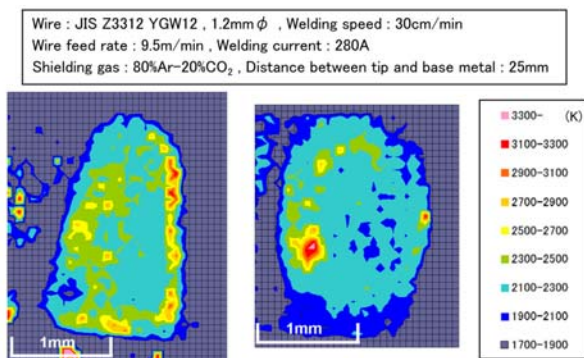 Wire : JIS Z3312 YGW12 , 1.2mmφ , Welding speed : 30cm/min
Wire feed rate : 9.5m/min , Welding current : 280A
Shielding gas : 80%Ar-20%CO₂ , Distance between tip and base metal : 25mm
3300- (K)
3100-3300
2900-3100
2700-2900
2500-2700
2300-2500
2100-2300
1900-2100
1700-1900
1mm
1mm